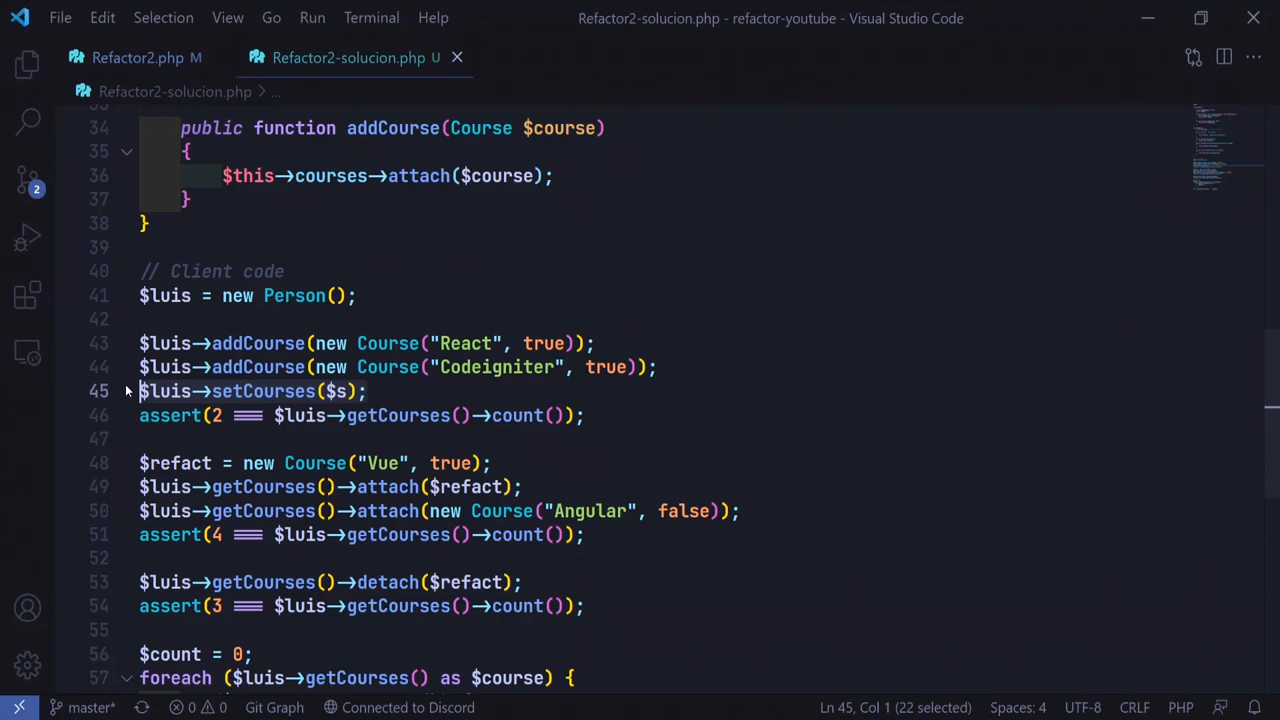 File Edit Selection View Go Run Terminal Help Refactor2-solucion.php - refactor-youtube - Visual Studio Code
Refactor2.php M Refactor2-solucion.php U
Refactor2-solucion.php > ...
34 public function addCourse(Course $course)
35 {
36 $this->courses->attach($course);
37 }
38 }
39
40 // Client code
41 $luis = new Person();
42
43 $luis->addCourse(new Course("React", true));
44 $luis->addCourse(new Course("Codeigniter", true));
45 $luis->setCourses($s);
46 assert(2 === $luis->getCourses()->count());
47
48 $refact = new Course("Vue", true);
49 $luis->getCourses()->attach($refact);
50 $luis->getCourses()->attach(new Course("Angular", false));
51 assert(4 === $luis->getCourses()->count());
52
53 $luis->getCourses()->detach($refact);
54 assert(3 === $luis->getCourses()->count());
55
56 $count = 0;
57 foreach ($luis->getCourses() as $course) {
2
master* 0 0 Git Graph Connected to Discord Ln 45, Col 1 (22 selected) Spaces: 4 UTF-8 CRLF PHP